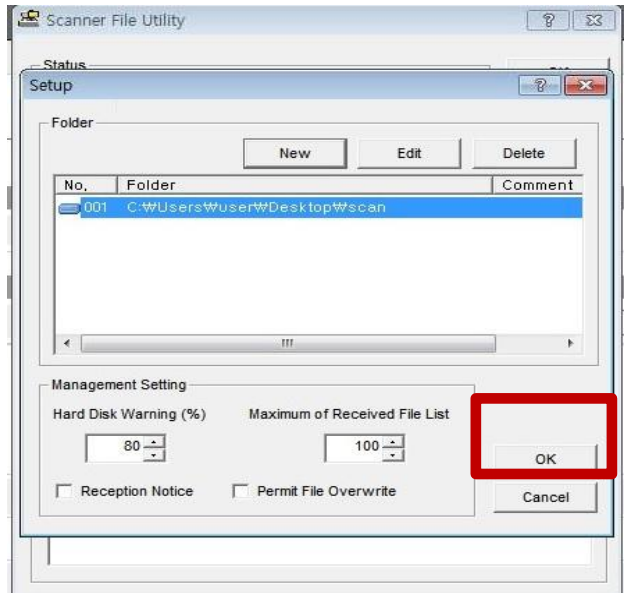 Scanner File Utility
Status
Setup
Folder
New Edit Delete
No. Folder Comment
001 C:₩Users₩user₩Desktop₩scan
Management Setting
Hard Disk Warning (%) Maximum of Received File List
80 100
OK
Reception Notice Permit File Overwrite
Cancel